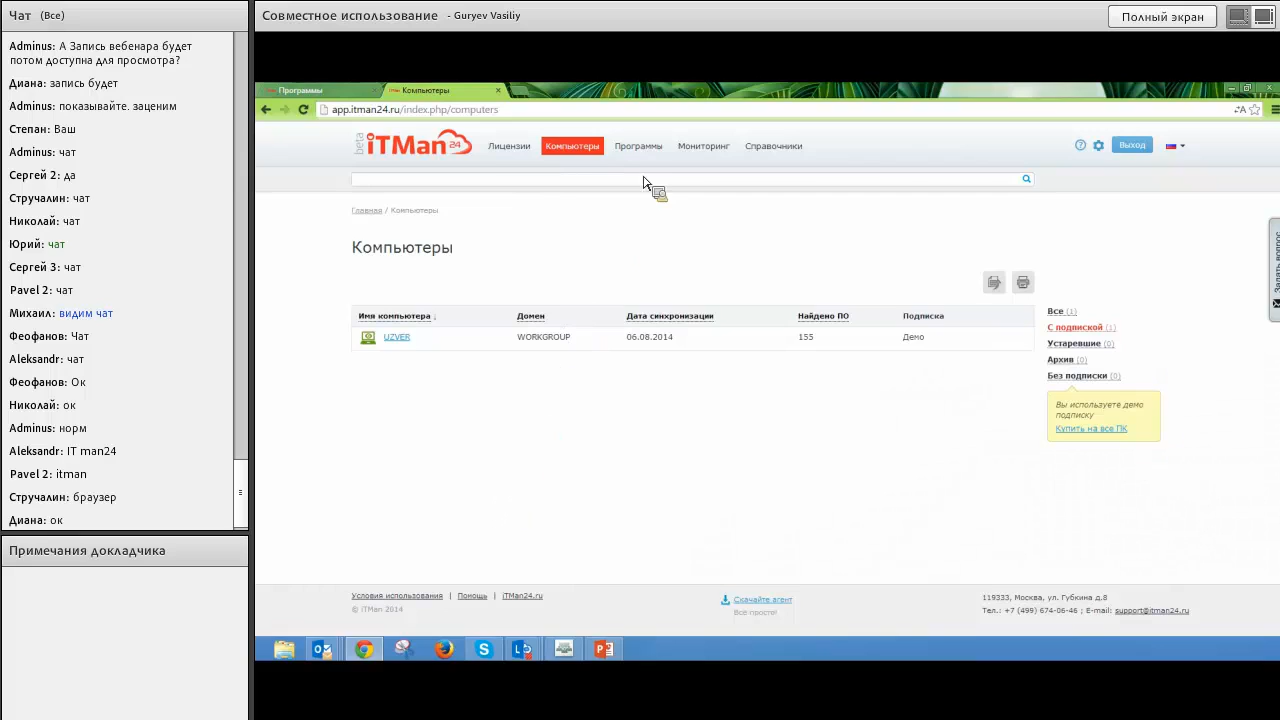 Чат (Все)
Adminus: А Запись вебенара будет
потом доступна для просмотра?
Диана: запись будет
Adminus: показывайте. заценим
Степан: Ваш
Adminus: чат
Сергей 2: да
Стручалин: чат
Николай: чат
Юрий: чат
Сергей 3: чат
Pavel 2: чат
Михаил: видим чат
Феофанов: Чат
Aleksandr: чат
Феофанов: Ок
Николай: ок
Adminus: норм
Aleksandr: IT man24
Pavel 2: itman
Стручалин: браузер
Диана: ок
Примечания докладчика
Совместное использование - Guryev Vasiliy
Полный экран
Программы
Компьютеры
app.itman24.ru/index.php/computers
beta iTMan 24
Лицензии Компьютеры Программы Мониторинг Справочники
Выход
Главная / Компьютеры
Компьютеры
Имя компьютера ↓ Домен Дата синхронизации Найдено ПО Подписка
UZVER WORKGROUP 06.08.2014 155 Демо
Все (1)
С подпиской (1)
Устаревшие (0)
Архив (0)
Без подписки (0)
Вы используете демо
подписку
Купить на все ПК
Задать вопрос
Условия использования | Помощь | iTMan24.ru
© iTMan 2014
Скачайте агент
Всё просто!
119333, Москва, ул. Губкина д.8
Тел.: +7 (499) 674-06-46 ; E-mail: support@itman24.ru